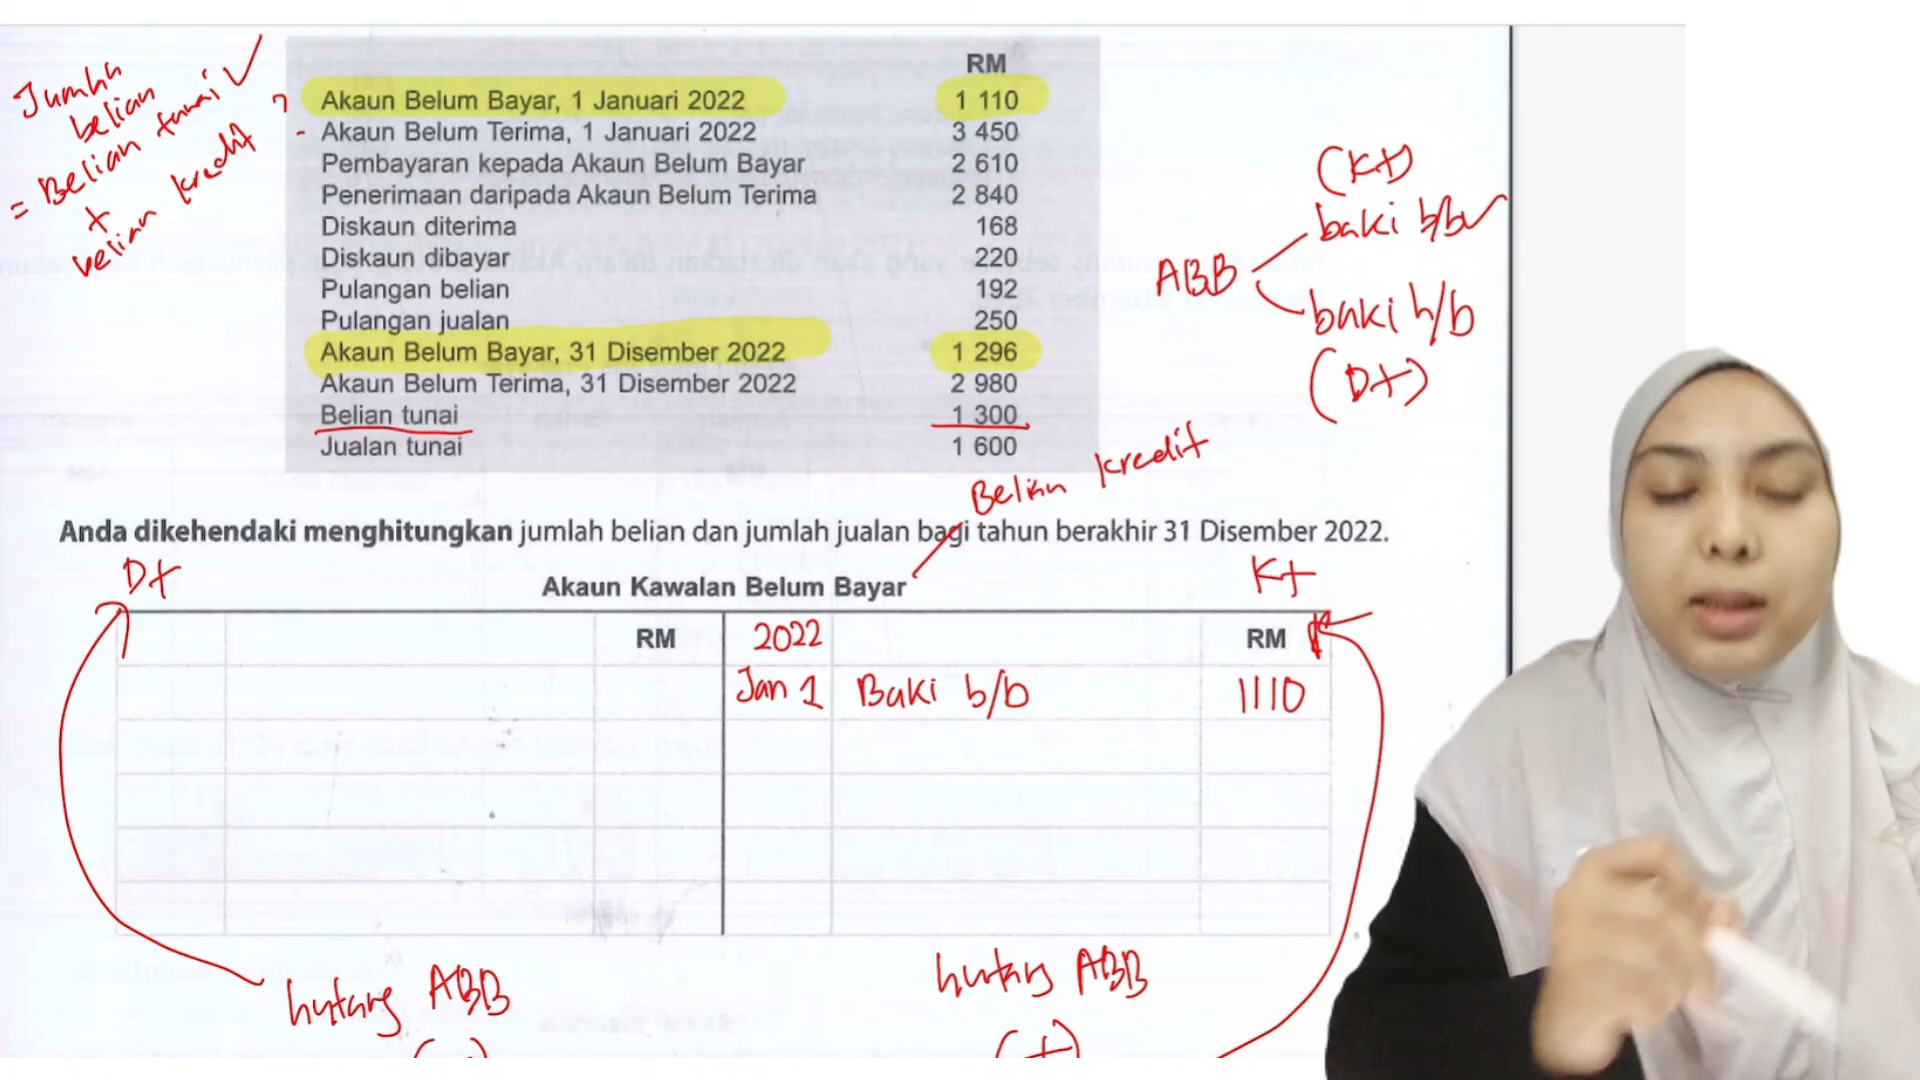 Jumlah
belian
= Belian tunai ✓
+
belian kredit
RM
Akaun Belum Bayar, 1 Januari 2022 1 110
- Akaun Belum Terima, 1 Januari 2022 3 450
Pembayaran kepada Akaun Belum Bayar 2 610
Penerimaan daripada Akaun Belum Terima 2 840
Diskaun diterima 168
Diskaun dibayar 220
Pulangan belian 192
Pulangan jualan 250
Akaun Belum Bayar, 31 Disember 2022 1 296
Akaun Belum Terima, 31 Disember 2022 2 980
Belian tunai 1 300
Jualan tunai 1 600
(K+)
baki b/b ✓
ABB
baki h/b
(D+)
Belian kredit
Anda dikehendaki menghitungkan jumlah belian dan jumlah jualan bagi tahun berakhir 31 Disember 2022.
D+
K+
Akaun Kawalan Belum Bayar
RM 2022 RM
Jan 1 Baki b/b 1110
hutang ABB
hutang ABB
(+)